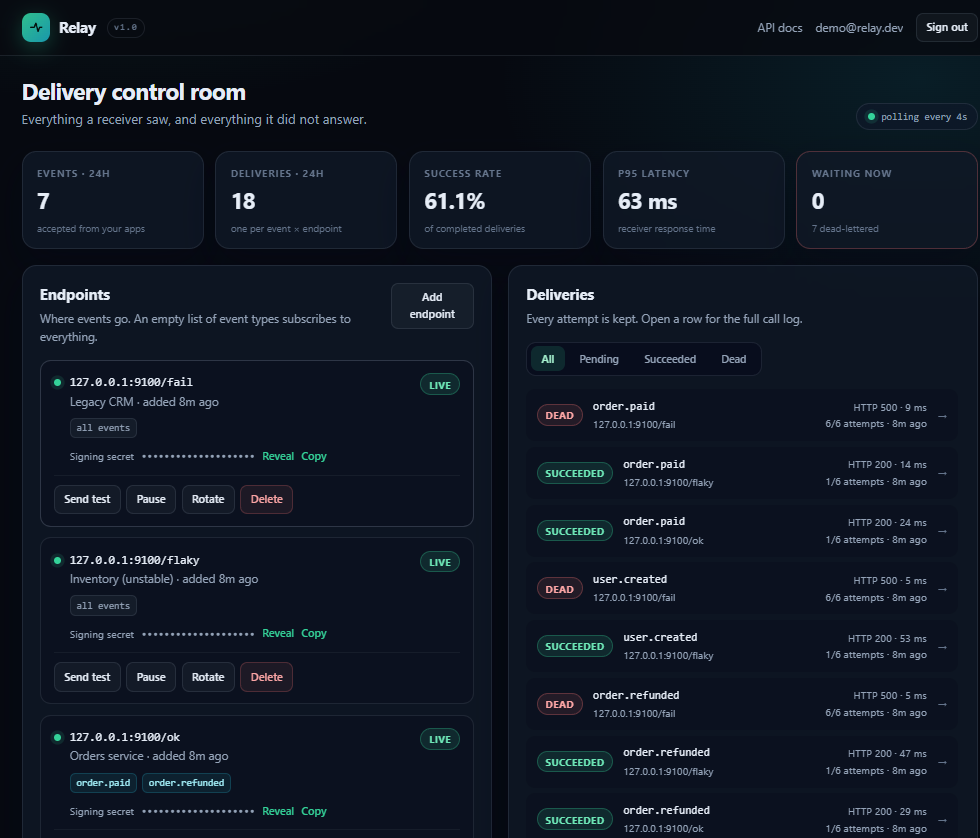 Relay v1.0
API docs demo@relay.dev Sign out
Delivery control room
Everything a receiver saw, and everything it did not answer.
polling every 4s
EVENTS · 24H
7
accepted from your apps
DELIVERIES · 24H
18
one per event × endpoint
SUCCESS RATE
61.1%
of completed deliveries
P95 LATENCY
63 ms
receiver response time
WAITING NOW
0
7 dead-lettered
Endpoints
Where events go. An empty list of event types subscribes to
everything.
Add
endpoint
127.0.0.1:9100/fail
LIVE
Legacy CRM · added 8m ago
all events
Signing secret •••••••••••••••••••• Reveal Copy
Send test Pause Rotate Delete
127.0.0.1:9100/flaky
LIVE
Inventory (unstable) · added 8m ago
all events
Signing secret •••••••••••••••••••• Reveal Copy
Send test Pause Rotate Delete
127.0.0.1:9100/ok
LIVE
Orders service · added 8m ago
order.paid order.refunded
Signing secret •••••••••••••••••••• Reveal Copy
Deliveries
Every attempt is kept. Open a row for the full call log.
All Pending Succeeded Dead
DEAD
order.paid
127.0.0.1:9100/fail
HTTP 500 · 9 ms
6/6 attempts · 8m ago →
SUCCEEDED
order.paid
127.0.0.1:9100/flaky
HTTP 200 · 14 ms
1/6 attempts · 8m ago →
SUCCEEDED
order.paid
127.0.0.1:9100/ok
HTTP 200 · 24 ms
1/6 attempts · 8m ago →
DEAD
user.created
127.0.0.1:9100/fail
HTTP 500 · 5 ms
6/6 attempts · 8m ago →
SUCCEEDED
user.created
127.0.0.1:9100/flaky
HTTP 200 · 53 ms
1/6 attempts · 8m ago →
DEAD
order.refunded
127.0.0.1:9100/fail
HTTP 500 · 5 ms
6/6 attempts · 8m ago →
SUCCEEDED
order.refunded
127.0.0.1:9100/flaky
HTTP 200 · 47 ms
1/6 attempts · 8m ago →
SUCCEEDED
order.refunded
127.0.0.1:9100/ok
HTTP 200 · 29 ms
1/6 attempts · 8m ago →